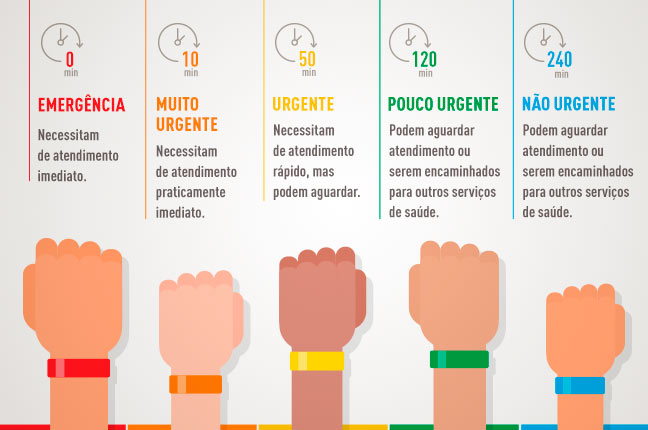 0
min
EMERGÊNCIA
Necessitam
de atendimento
imediato.
10
min
MUITO
URGENTE
Necessitam
de atendimento
praticamente
imediato.
50
min
URGENTE
Necessitam
de atendimento
rápido, mas
podem aguardar.
120
min
POUCO URGENTE
Podem aguardar
atendimento ou
serem encaminhados
para outros serviços
de saúde.
240
min
NÃO URGENTE
Podem aguardar
atendimento ou
serem encaminhados
para outros serviços
de saúde.